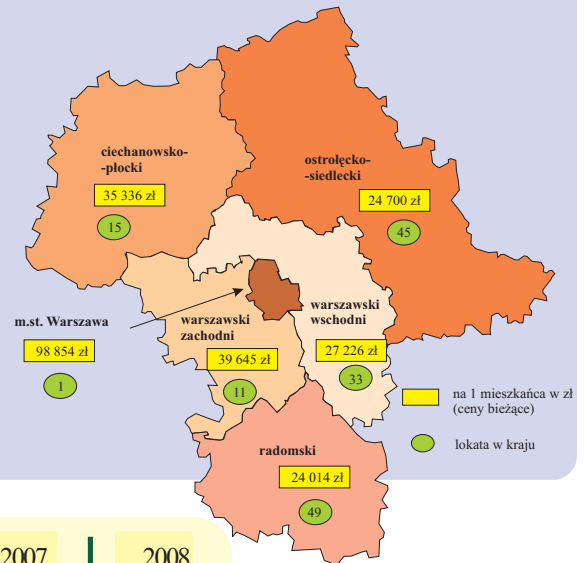 ciechanowsko-
-płocki
35 336 zł
15
ostrołęcko-
-siedlecki
24 700 zł
45
m.st. Warszawa
98 854 zł
1
warszawski
zachodni
39 645 zł
11
warszawski
wschodni
27 226 zł
33
na 1 mieszkańca w zł
(ceny bieżące)
lokata w kraju
radomski
24 014 zł
49
2007
2008